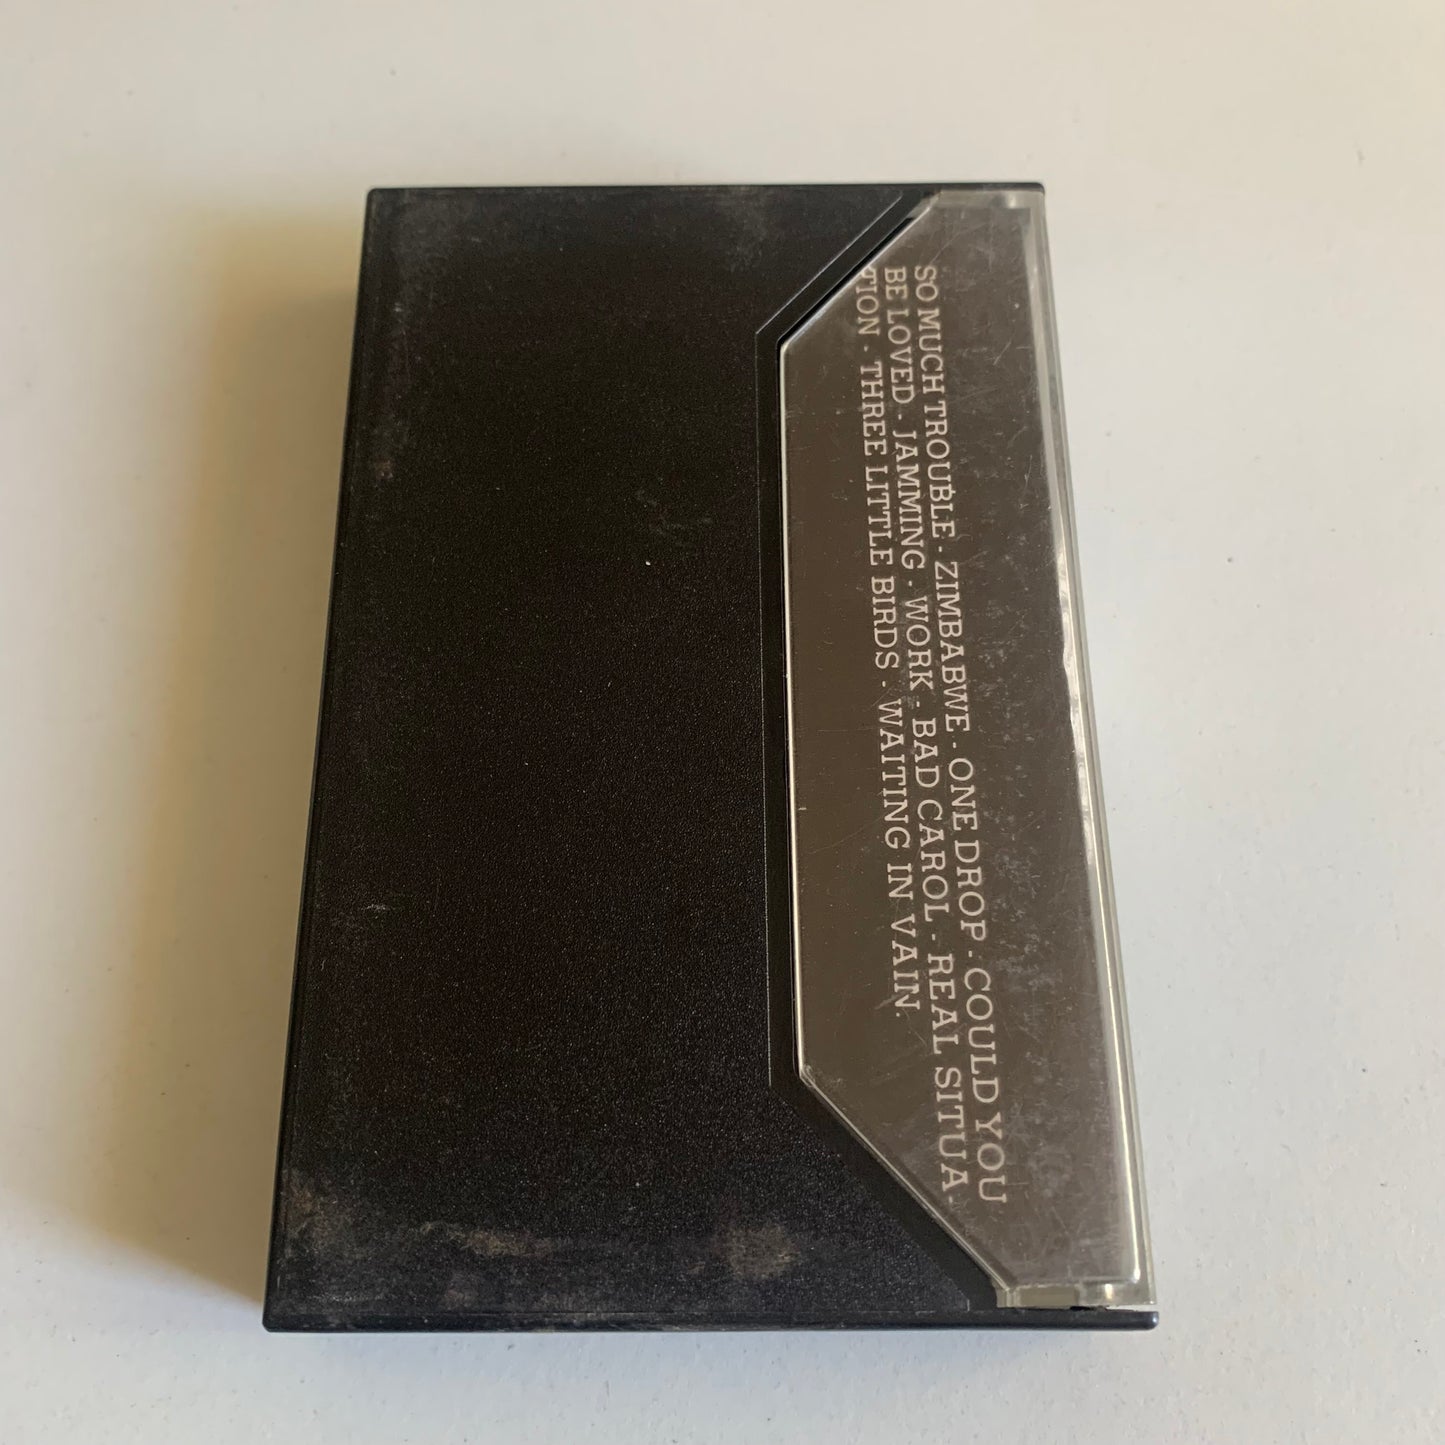 SO MUCH TROUBLE · ZIMBABWE · ONE DROP · COULD YOU
BE LOVED · JAMMING · WORK · BAD CAROL · REAL SITUA-
TION · THREE LITTLE BIRDS · WAITING IN VAIN.